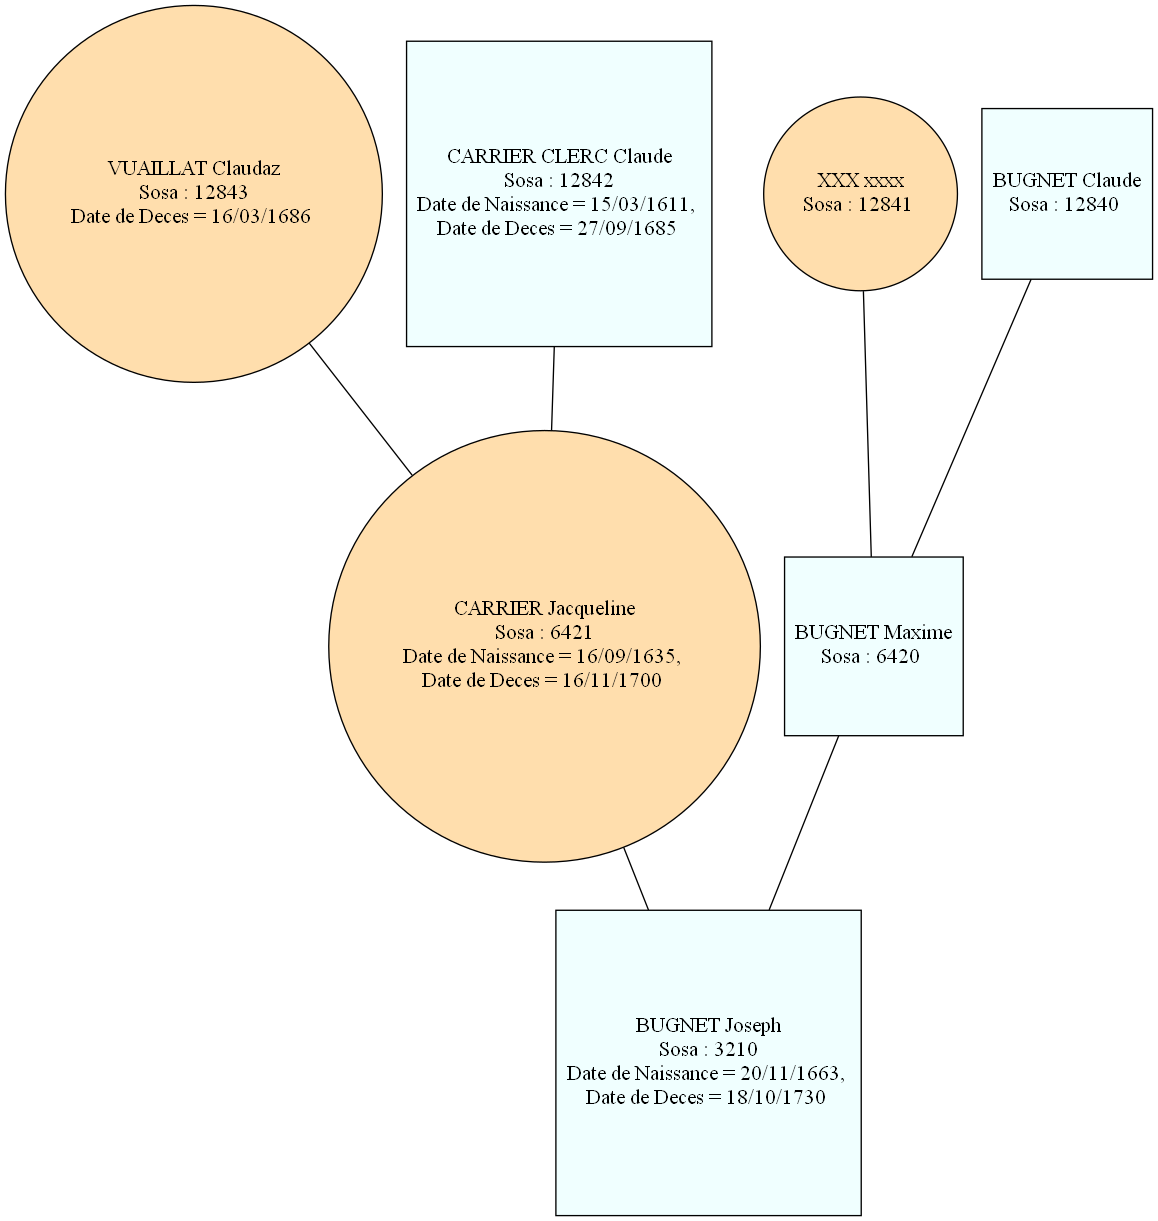 VUAILLAT Claudaz
Sosa : 12843
Date de Deces = 16/03/1686
CARRIER CLERC Claude
Sosa : 12842
Date de Naissance = 15/03/1611,
Date de Deces = 27/09/1685
XXX xxxx
Sosa : 12841
BUGNET Claude
Sosa : 12840
CARRIER Jacqueline
Sosa : 6421
Date de Naissance = 16/09/1635,
Date de Deces = 16/11/1700
BUGNET Maxime
Sosa : 6420
BUGNET Joseph
Sosa : 3210
Date de Naissance = 20/11/1663,
Date de Deces = 18/10/1730